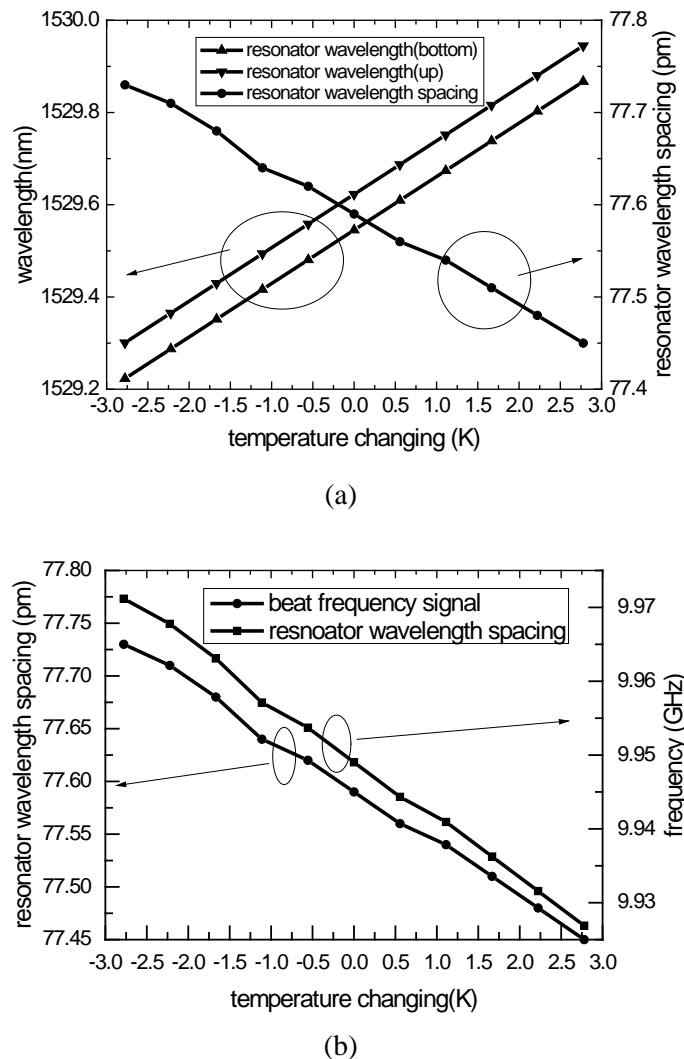 1530.0
1529.8
1529.6
1529.4
1529.2
wavelength(nm)
resonator wavelength(bottom)
resonator wavelength(up)
resonator wavelength spacing
77.8
77.7
77.6
77.5
77.4
resonator wavelength spacing (pm)
-3.0 -2.5 -2.0 -1.5 -1.0 -0.5 0.0 0.5 1.0 1.5 2.0 2.5 3.0
temperature changing (K)
(a)
77.80
77.75
77.70
77.65
77.60
77.55
77.50
77.45
resonator wavelength spacing (pm)
beat frequency signal
resnoator wavelength spacing
9.97
9.96
9.95
9.94
9.93
frequency (GHz)
-3.0 -2.5 -2.0 -1.5 -1.0 -0.5 0.0 0.5 1.0 1.5 2.0 2.5 3.0
temperature changing(K)
(b)